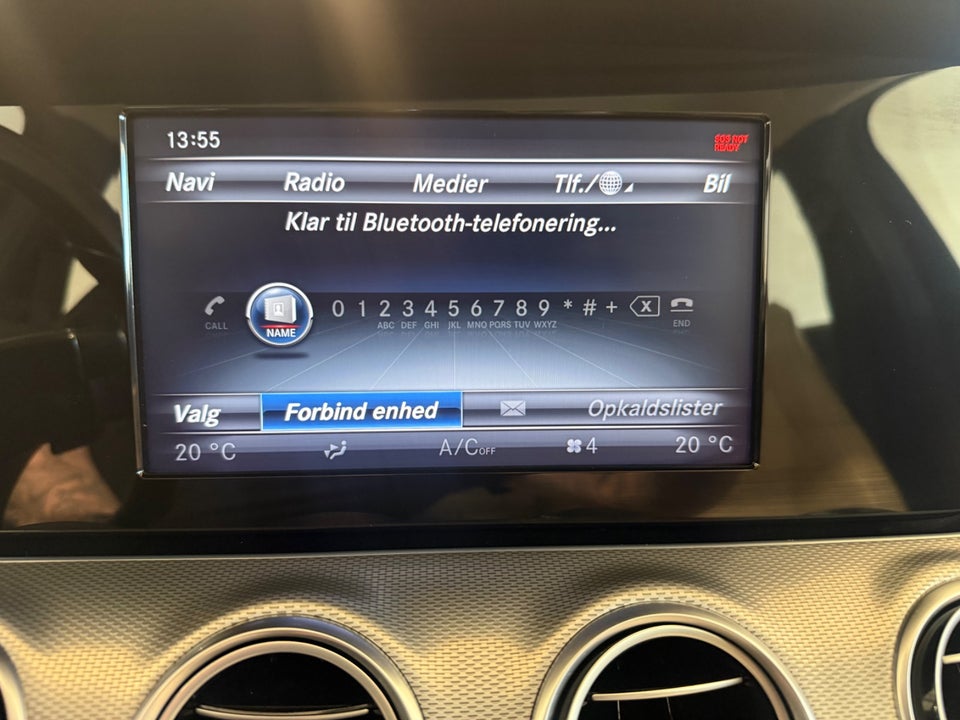 13:55
SOS NOT
READY
Navi Radio Medier Tlf./ Bil
Klar til Bluetooth-telefonering...
0 1 2 3 4 5 6 7 8 9 * # + X
CALL NAME ABC DEF GHI JKL MNO PQRS TUV WXYZ END
Valg Forbind enhed Opkaldslister
20 °C A/C OFF 4 20 °C